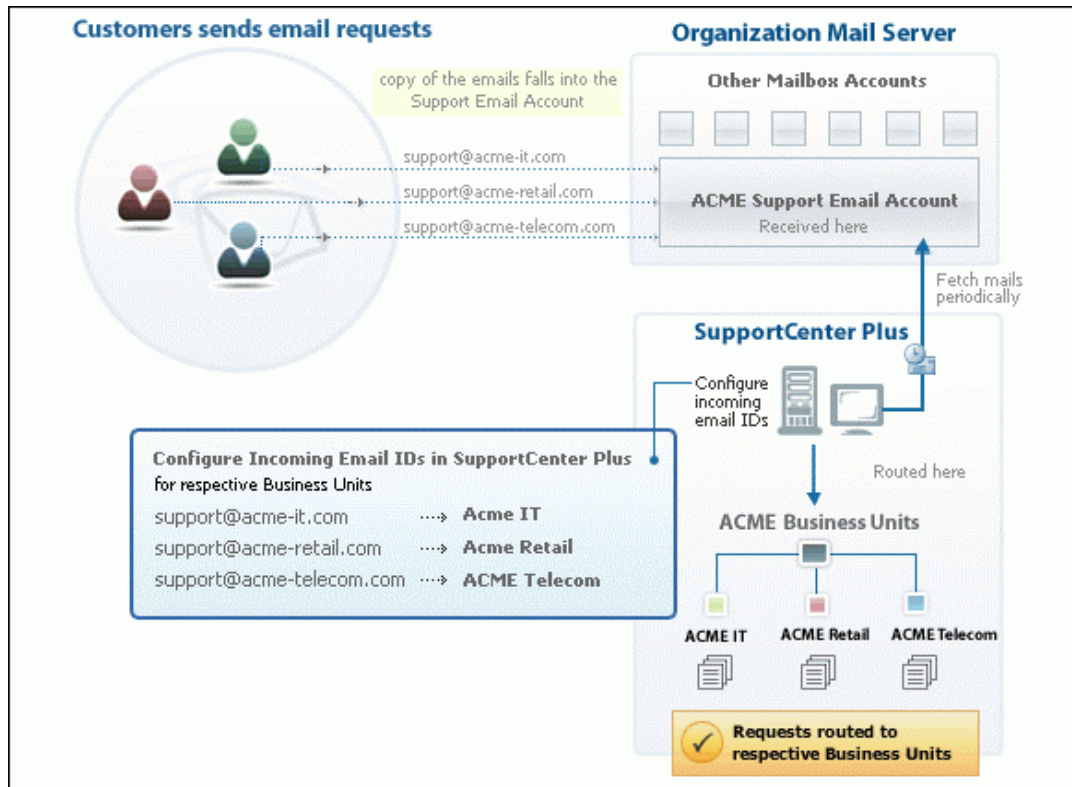 Customers sends email requests
copy of the emails falls into the
Support Email Account
support@acme-it.com
support@acme-retail.com
support@acme-telecom.com
Organization Mail Server
Other Mailbox Accounts
ACME Support Email Account
Received here
Fetch mails
periodically
SupportCenter Plus
Configure
incoming
email IDs
Routed here
Configure Incoming Email IDs in SupportCenter Plus
for respective Business Units
support@acme-it.com Acme IT
support@acme-retail.com Acme Retail
support@acme-telecom.com ACME Telecom
ACME Business Units
ACME IT ACME Retail ACME Telecom
Requests routed to
respective Business Units